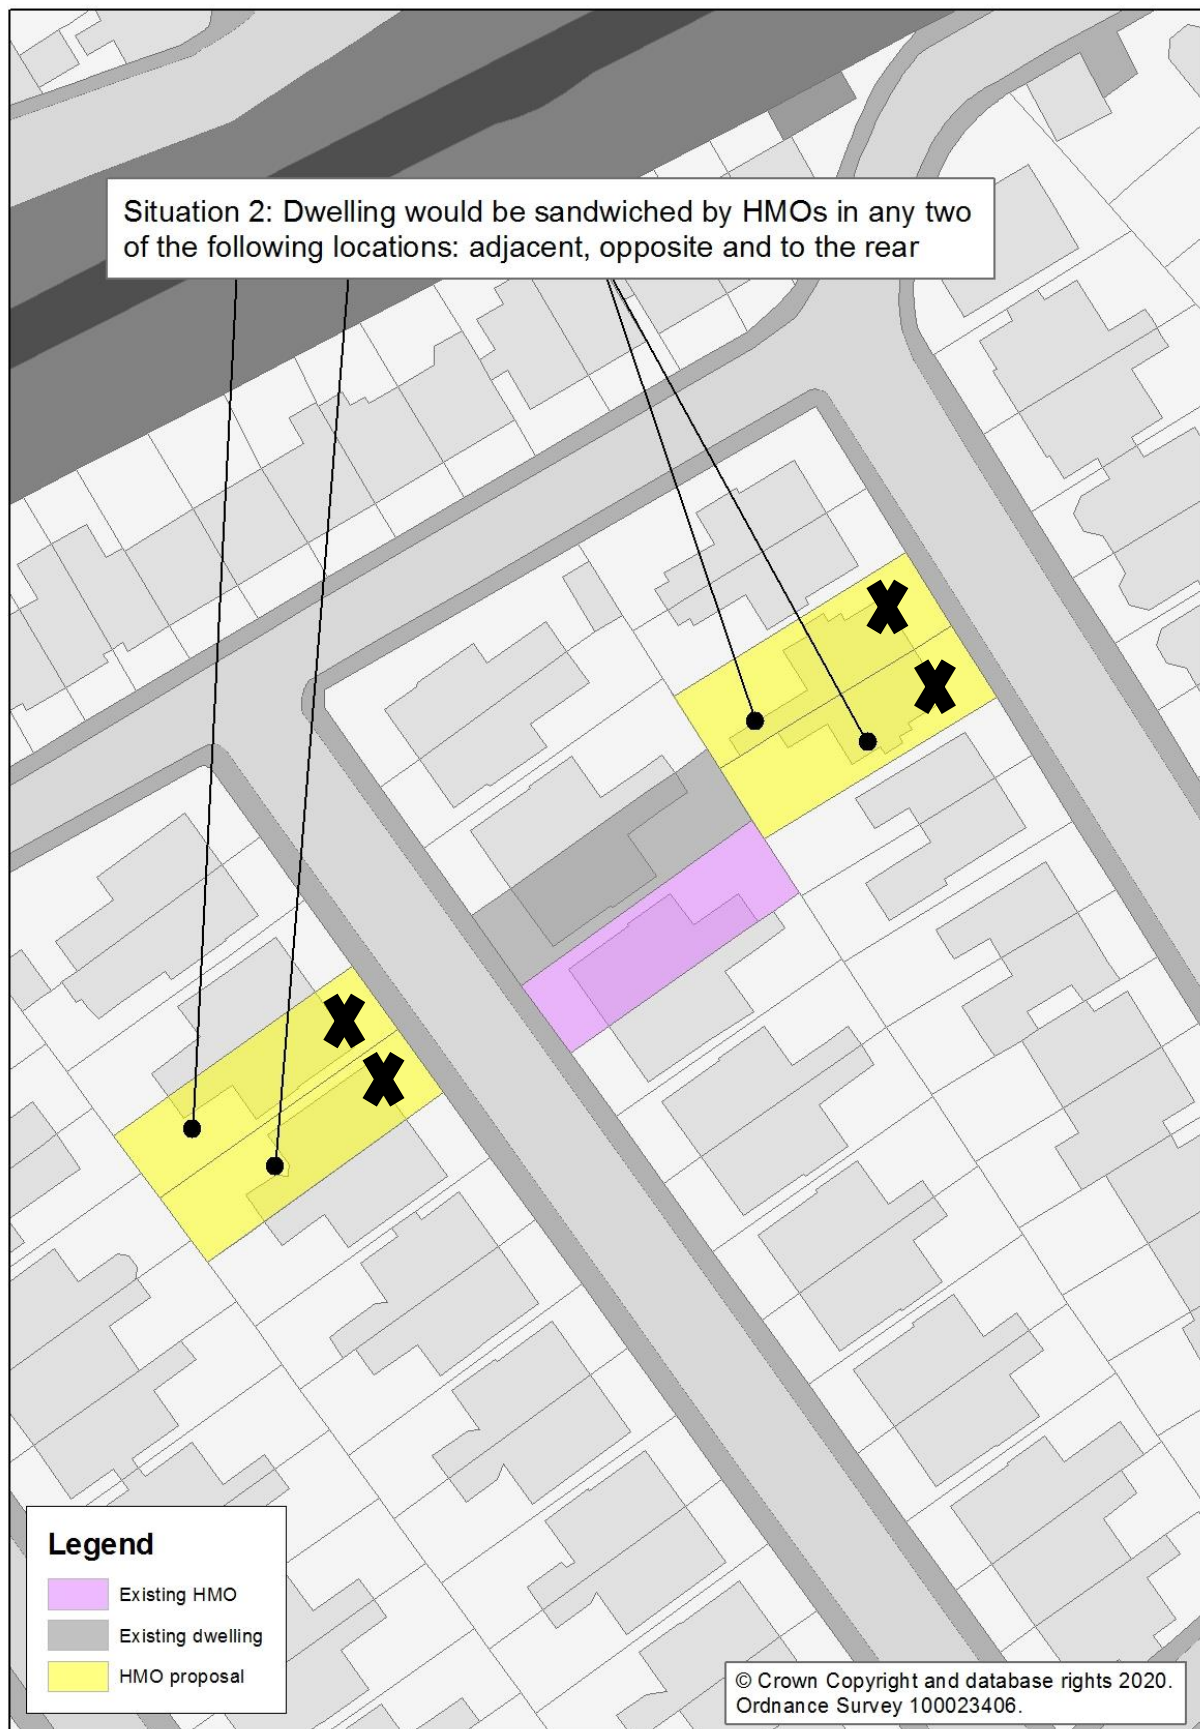 Situation 2: Dwelling would be sandwiched by HMOs in any two
of the following locations: adjacent, opposite and to the rear
Legend
Existing HMO
Existing dwelling
HMO proposal
© Crown Copyright and database rights 2020.
Ordnance Survey 100023406.